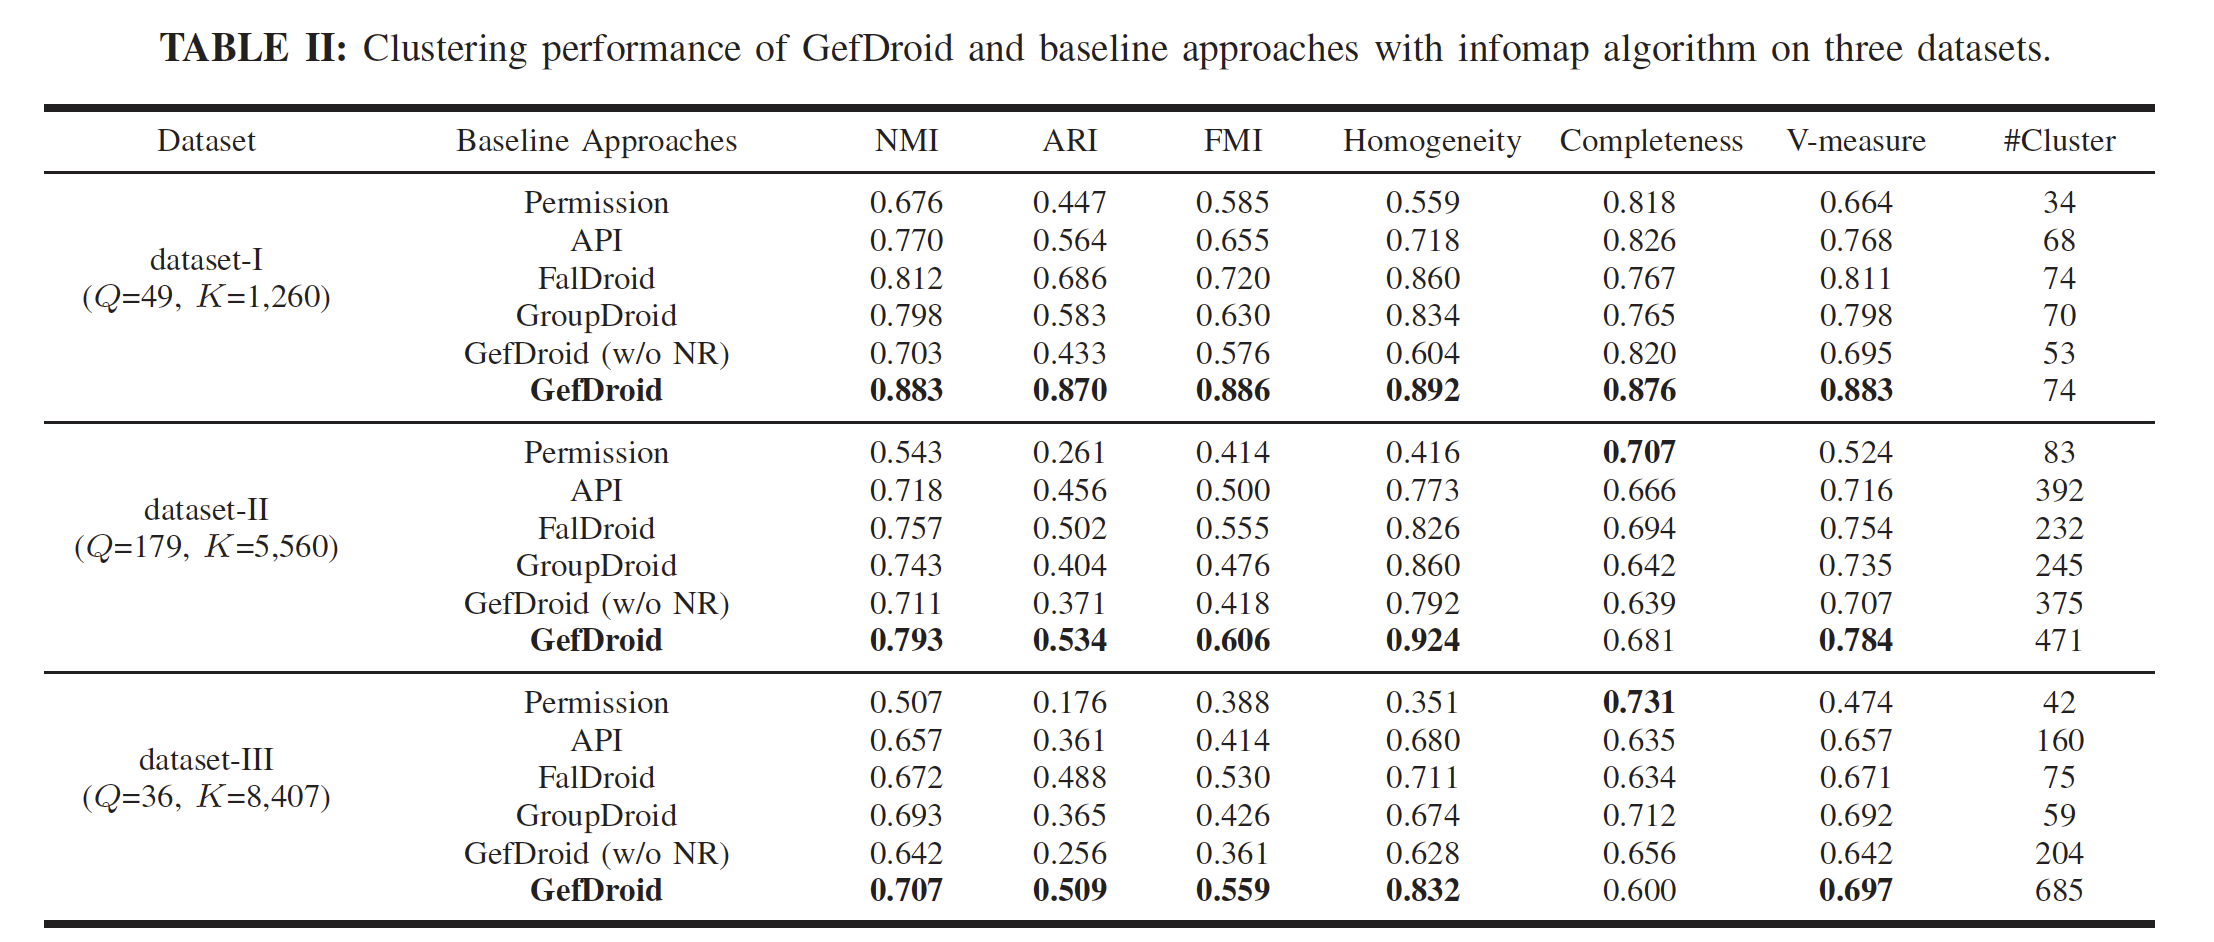 TABLE II: Clustering performance of GefDroid and baseline approaches with infomap algorithm on three datasets.
Dataset Baseline Approaches NMI ARI FMI Homogeneity Completeness V-measure #Cluster
dataset-I
(Q=49, K=1,260)
Permission 0.676 0.447 0.585 0.559 0.818 0.664 34
API 0.770 0.564 0.655 0.718 0.826 0.768 68
FalDroid 0.812 0.686 0.720 0.860 0.767 0.811 74
GroupDroid 0.798 0.583 0.630 0.834 0.765 0.798 70
GefDroid (w/o NR) 0.703 0.433 0.576 0.604 0.820 0.695 53
GefDroid 0.883 0.870 0.886 0.892 0.876 0.883 74
dataset-II
(Q=179, K=5,560)
Permission 0.543 0.261 0.414 0.416 0.707 0.524 83
API 0.718 0.456 0.500 0.773 0.666 0.716 392
FalDroid 0.757 0.502 0.555 0.826 0.694 0.754 232
GroupDroid 0.743 0.404 0.476 0.860 0.642 0.735 245
GefDroid (w/o NR) 0.711 0.371 0.418 0.792 0.639 0.707 375
GefDroid 0.793 0.534 0.606 0.924 0.681 0.784 471
dataset-III
(Q=36, K=8,407)
Permission 0.507 0.176 0.388 0.351 0.731 0.474 42
API 0.657 0.361 0.414 0.680 0.635 0.657 160
FalDroid 0.672 0.488 0.530 0.711 0.634 0.671 75
GroupDroid 0.693 0.365 0.426 0.674 0.712 0.692 59
GefDroid (w/o NR) 0.642 0.256 0.361 0.628 0.656 0.642 204
GefDroid 0.707 0.509 0.559 0.832 0.600 0.697 685